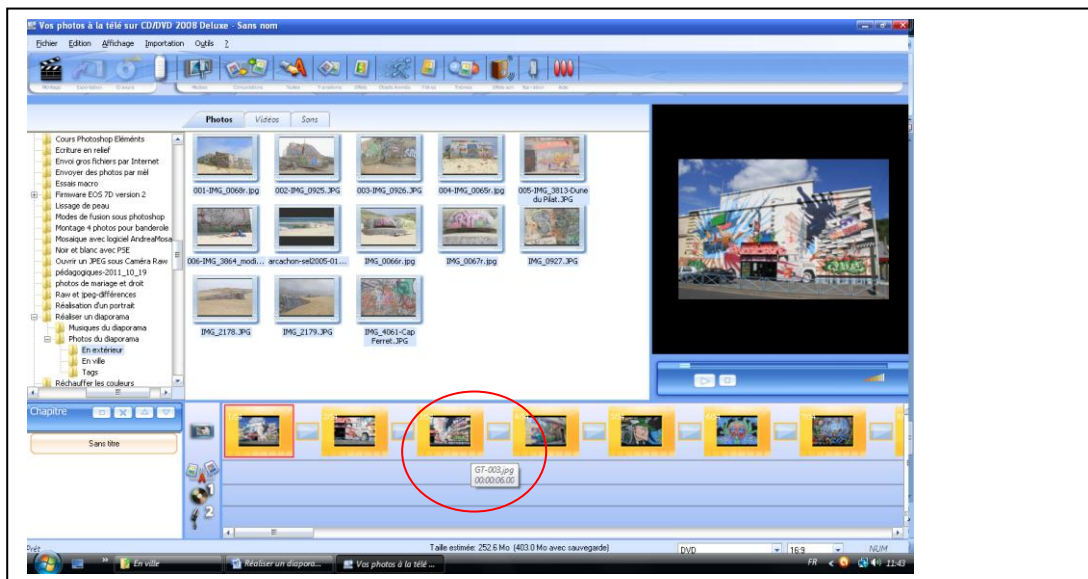 Vos photos à la télé sur CD/DVD 2008 Deluxe - Sans nom
Fichier Edition Affichage Importation Outils ?
Photos Vidéos Sons
Cours Photoshop Eléménts
Ecriture en relief
Envoi gros fichiers par Internet
Envoyer des photos par mél
Essais macro
Firmware EOS 7D version 2
Lissage de peau
Modes de fusion sous photoshop
Montage 4 photos pour banderole
Mosaique avec logiciel AndreaMosa
Noir et blanc avec PSE
Ouvrir un JPEG sous Caméra Raw
pédagogiques-2011_10_19
photos de mariage et droit
Raw et jpeg-différences
Réalisation d'un portrait
Réaliser un diaporama
Musiques du diaporama
Photos du diaporama
En extérieur
En ville
Tags
Réchauffer les couleurs
001-IMG_0068r.jpg 002-IMG_0925.JPG 003-IMG_0926.JPG 004-IMG_0065r.jpg 005-IMG_3813-Dune
du Pilat.JPG
006-IMG_3864_modi... arcachon-sel2005-01... IMG_0066r.jpg IMG_0067r.jpg IMG_0927.JPG
IMG_2178.JPG IMG_2179.JPG IMG_4061-Cap
Ferret.JPG
Chapitre
Sans titre
GT-003.jpg
00:00:06.00
1
2
Prêt Taille estimée: 252.6 Mo (403.0 Mo avec sauvegarde) DVD 16:9 NUM
En ville Réaliser un diapora... Vos photos à la télé ... FR 11:43